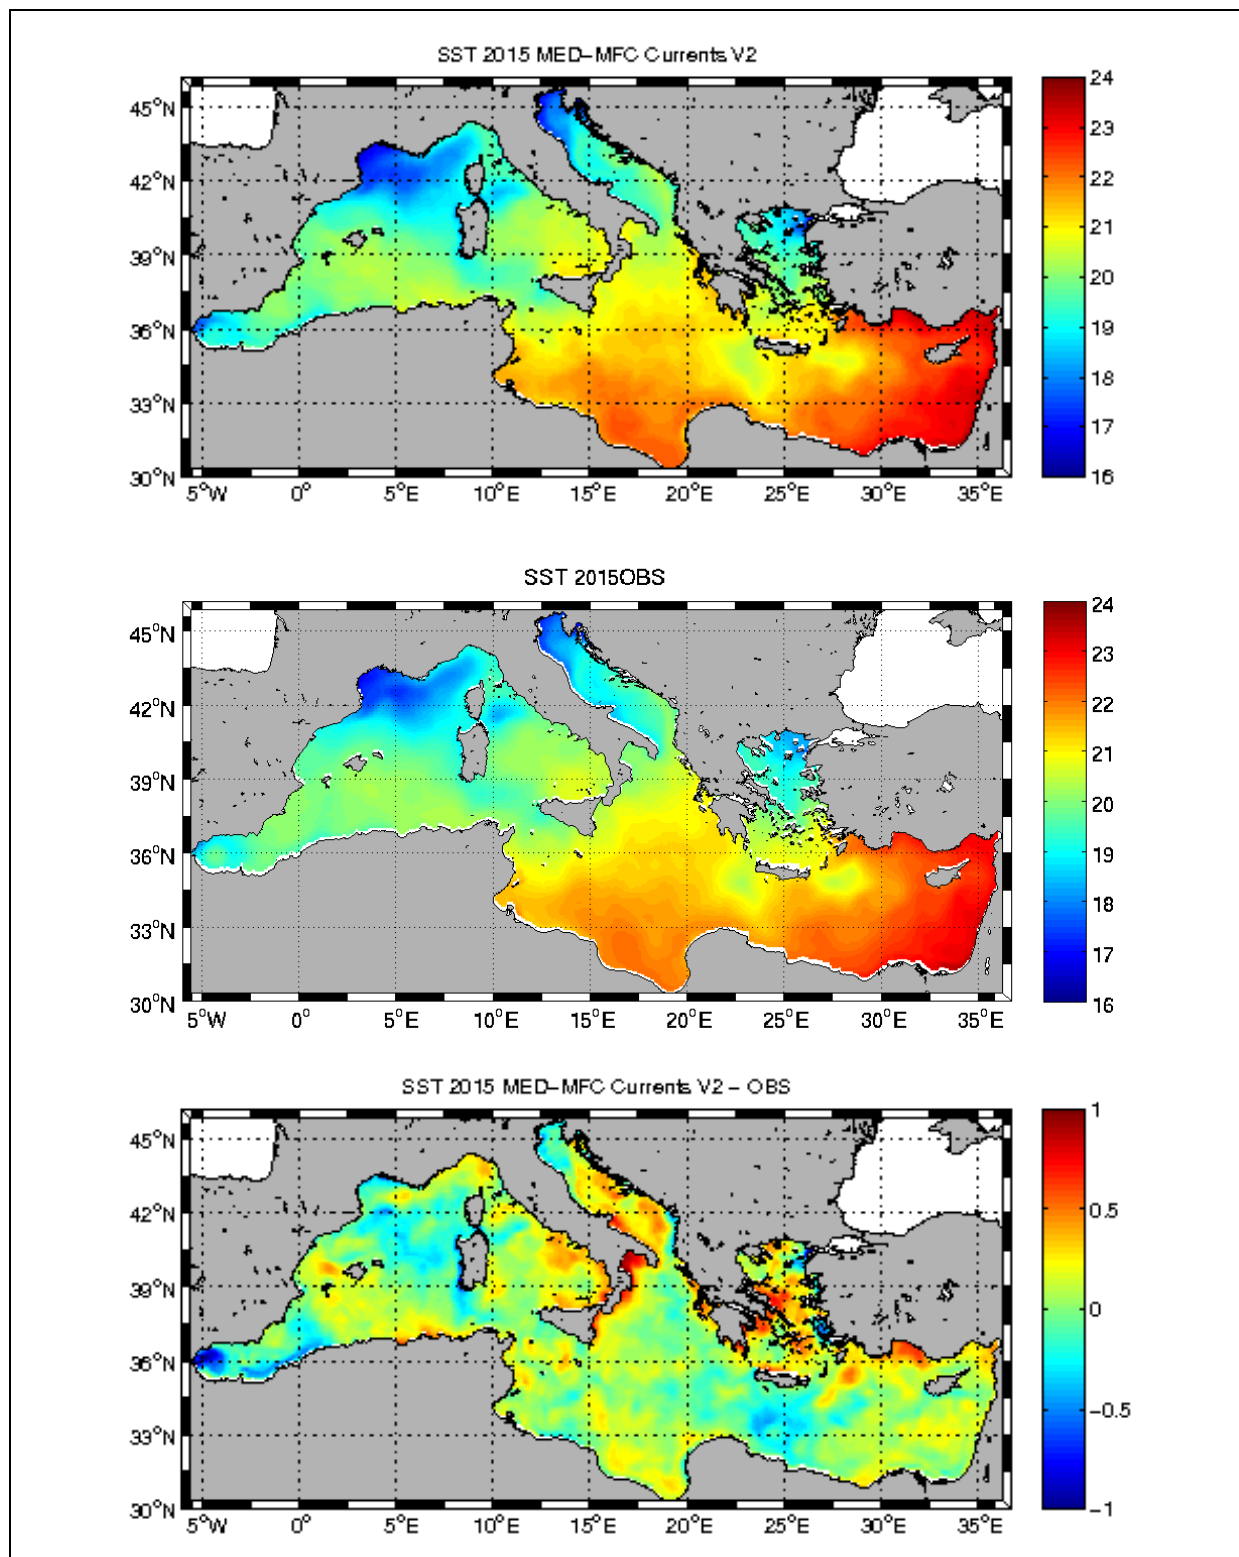 SST 2015 MED-MFC Currents V2
45°N
42°N
39°N
36°N
33°N
30°N
5°W 0° 5°E 10°E 15°E 20°E 25°E 30°E 35°E
24
23
22
21
20
19
18
17
16
SST 2015OBS
45°N
42°N
39°N
36°N
33°N
30°N
5°W 0° 5°E 10°E 15°E 20°E 25°E 30°E 35°E
24
23
22
21
20
19
18
17
16
SST 2015 MED-MFC Currents V2 - OBS
45°N
42°N
39°N
36°N
33°N
30°N
5°W 0° 5°E 10°E 15°E 20°E 25°E 30°E 35°E
1
0.5
0
-0.5
-1